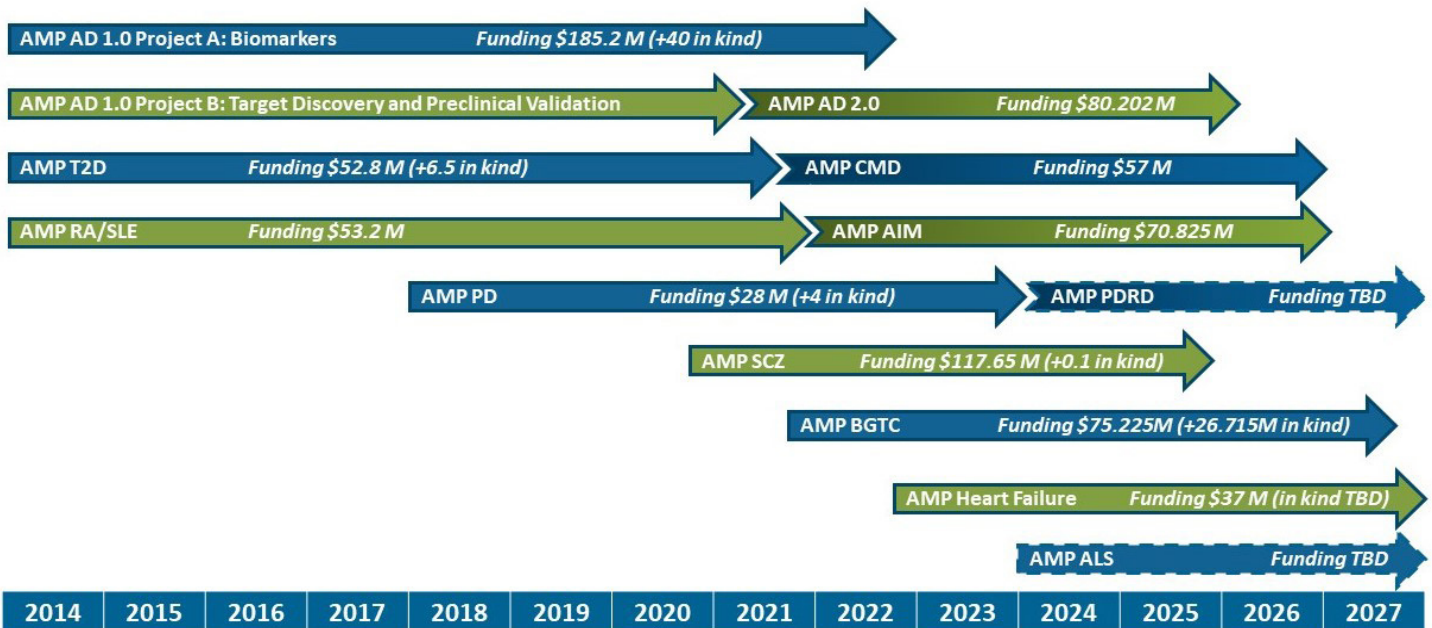 AMP AD 1.0 Project A: Biomarkers Funding $185.2 M (+40 in kind)
AMP AD 1.0 Project B: Target Discovery and Preclinical Validation AMP AD 2.0 Funding $80.202 M
AMP T2D Funding $52.8 M (+6.5 in kind) AMP CMD Funding $57 M
AMP RA/SLE Funding $53.2 M AMP AIM Funding $70.825 M
AMP PD Funding $28 M (+4 in kind) AMP PDRD Funding TBD
AMP SCZ Funding $117.65 M (+0.1 in kind)
AMP BGTC Funding $75.225M (+26.715M in kind)
AMP Heart Failure Funding $37 M (in kind TBD)
AMP ALS Funding TBD
2014 2015 2016 2017 2018 2019 2020 2021 2022 2023 2024 2025 2026 2027